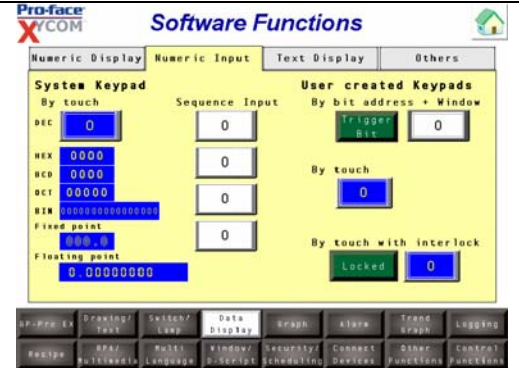 Pro-face
XYCOM
Software Functions
Numeric Display
Numeric Input
Text Display
Others
System Keypad
By touch
DEC
0
HEX
0000
BCD
0000
OCT
00000
BIN
0000000000000000
Fixed point
000.0
Floating point
0.00000000
Sequence Input
0
0
0
0
User created Keypads
By bit address + Window
Trigger
Bit
0
By touch
0
By touch with interlock
Locked
0
GP-Pro EX
Drawing/
Text
Switch/
Lamp
Data
Display
Graph
Alarm
Trend
Graph
Logging
Recipe
GPA/
Multimedia
Multi
Language
Window/
D-Script
Security/
Scheduling
Connect
Devices
Other
Functions
Control
Functions